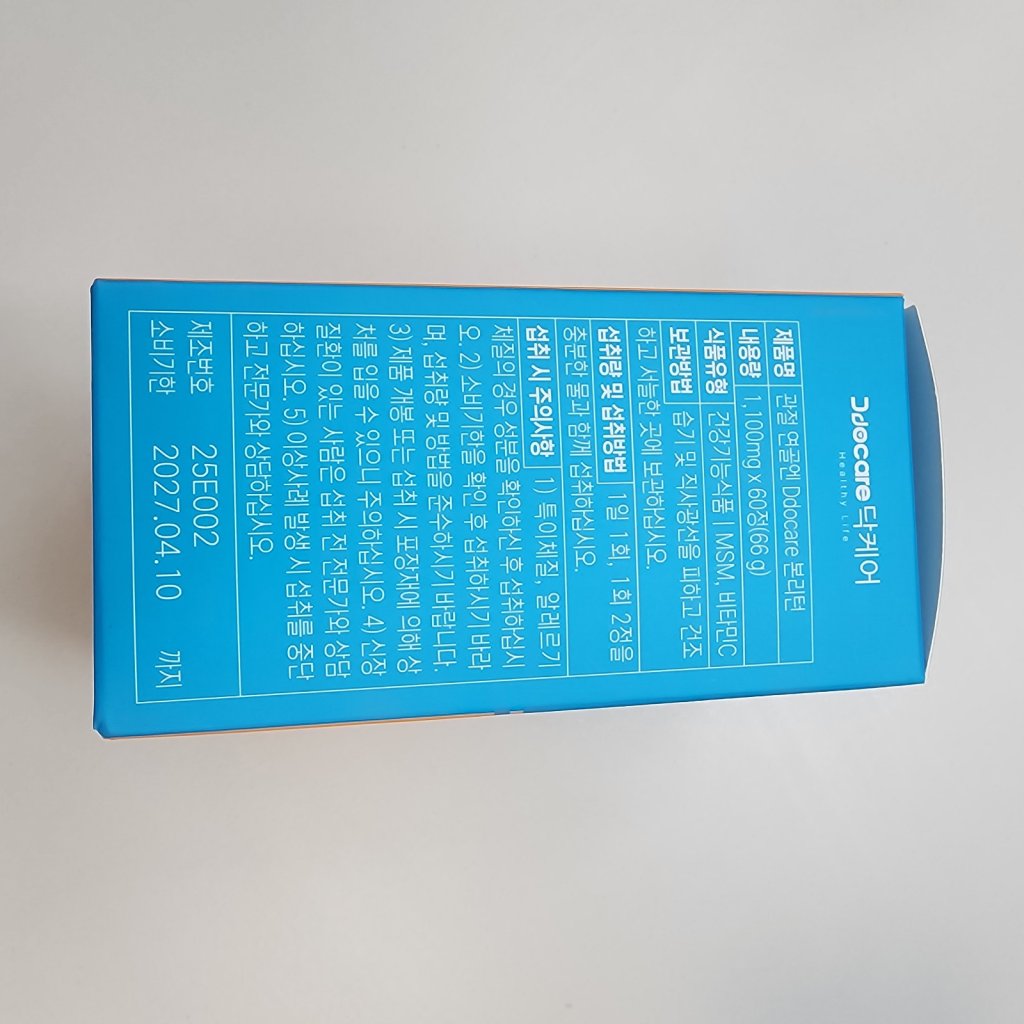 Ddocare 닥케어
Healthy Life
제품명 관절 연골엔 Ddocare 본리턴
내용량 1,100mg x 60정(66 g)
식품유형 건강기능식품 | MSM, 비타민C
보관방법 습기 및 직사광선을 피하고 건조
하고 서늘한 곳에 보관하십시오.
섭취량 및 섭취방법 1일 1회, 1회 2정을
충분한 물과 함께 섭취하십시오.
섭취 시 주의사항 1) 특이체질, 알레르기
체질의 경우 성분을 확인하신 후 섭취하십시
오. 2) 소비기한을 확인 후 섭취하시기 바라
며, 섭취량 및 방법을 준수하시기 바랍니다.
3) 제품 개봉 또는 섭취 시 포장재에 의해 상
처를 입을 수 있으니 주의하십시오. 4) 신장
질환이 있는 사람은 섭취 전 전문가와 상담
하십시오. 5) 이상사례 발생 시 섭취를 중단
하고 전문가와 상담하십시오.
제조번호 25E002
소비기한 2027.04.10 까지